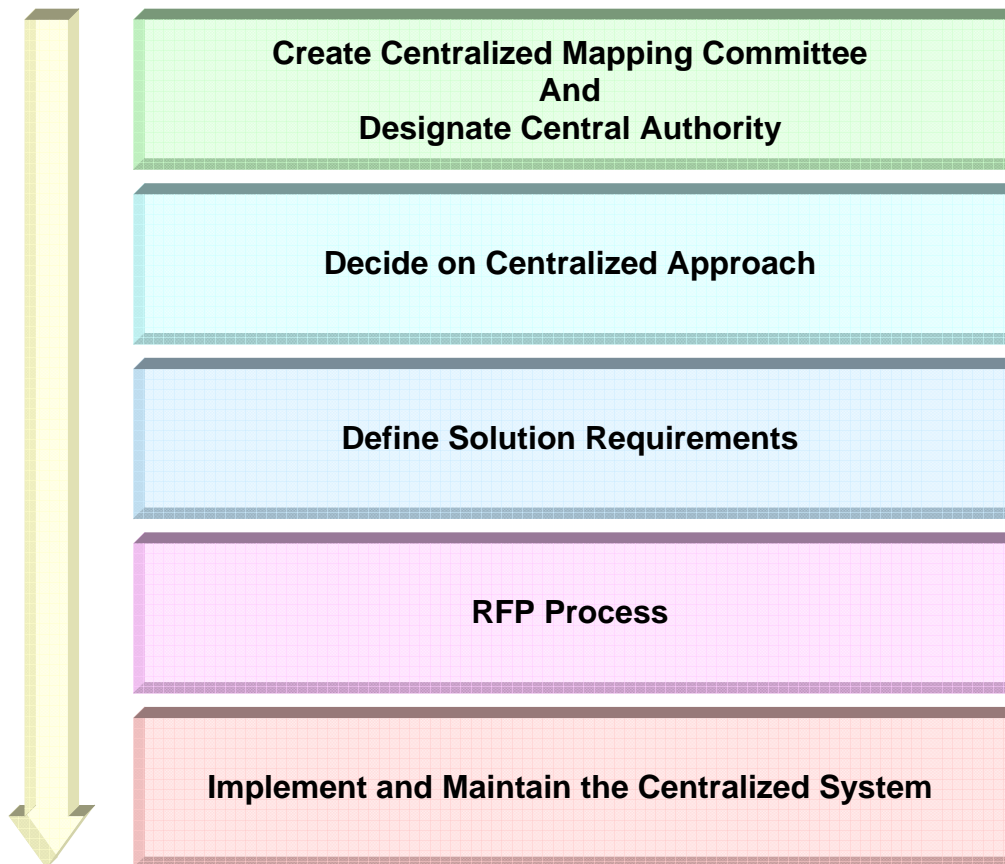 Create Centralized Mapping Committee
And
Designate Central Authority
Decide on Centralized Approach
Define Solution Requirements
RFP Process
Implement and Maintain the Centralized System